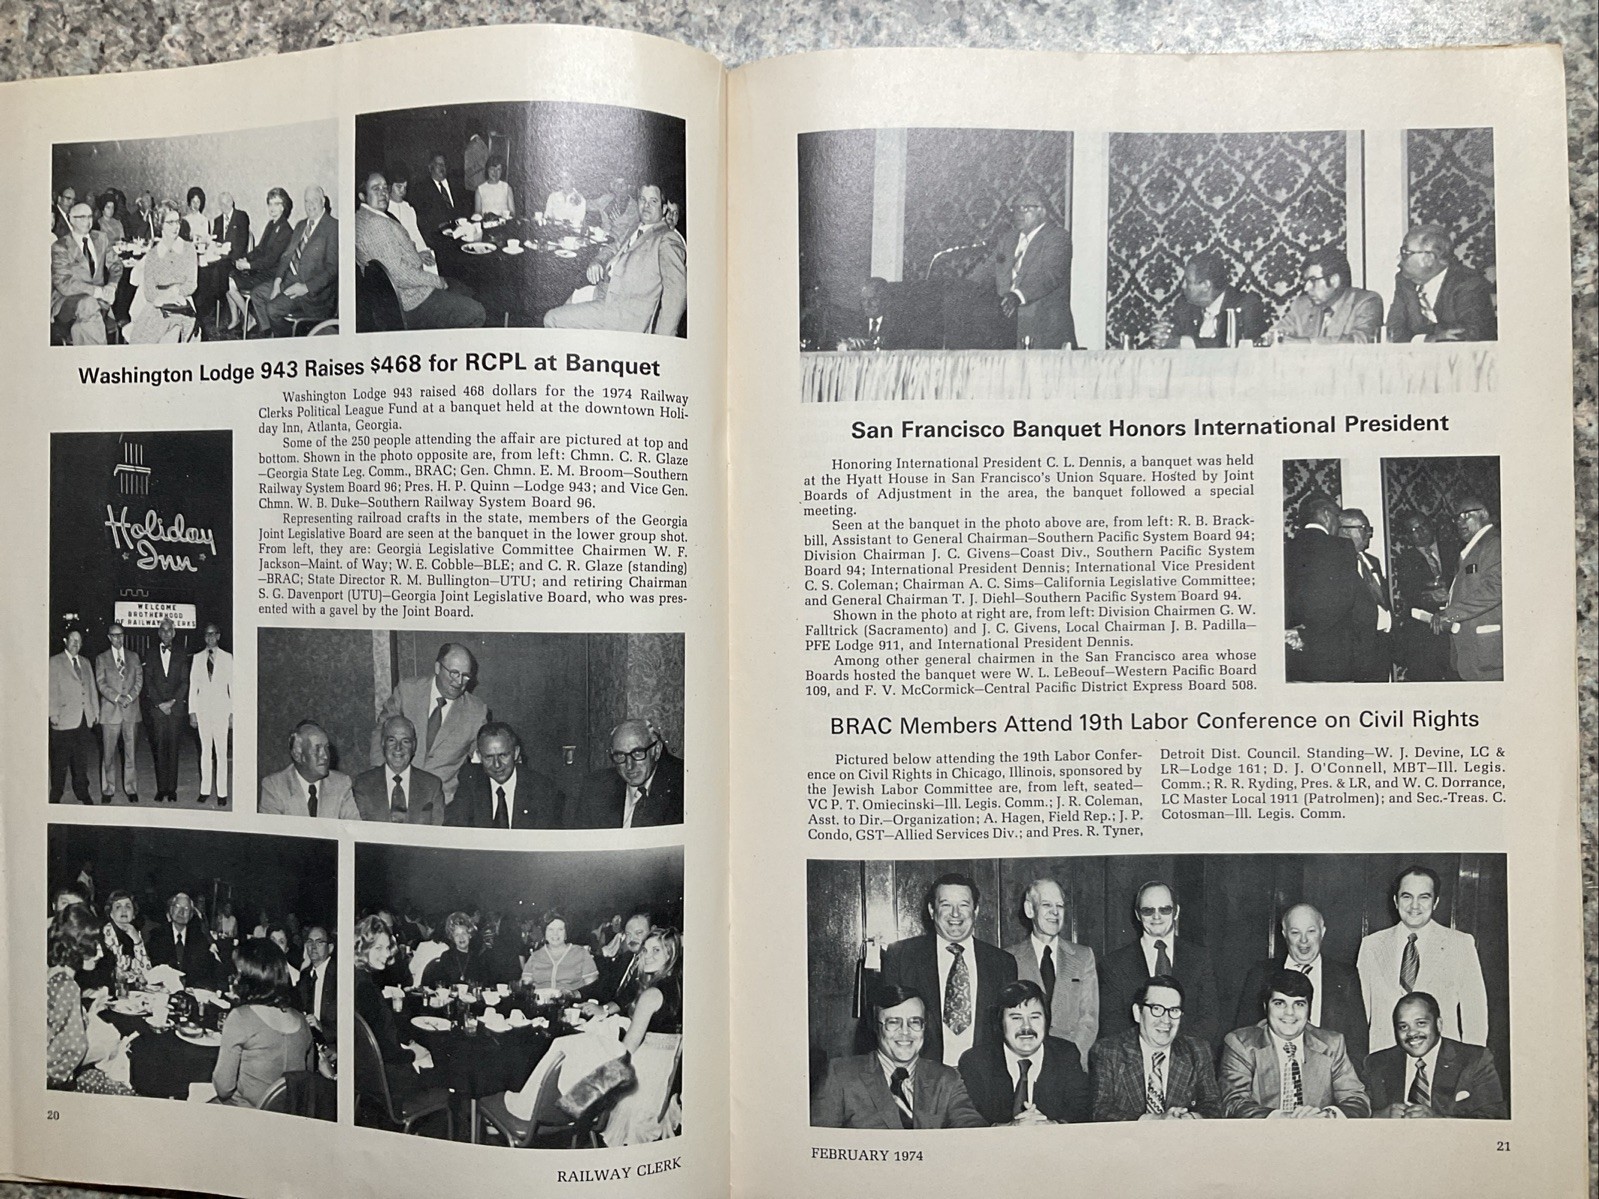 Washington Lodge 943 Raises $468 for RCPL at Banquet
Washington Lodge 943 raised 468 dollars for the 1974 Railway
Clerks Political League Fund at a banquet held at the downtown Holi-
day Inn, Atlanta, Georgia.
Some of the 250 people attending the affair are pictured at top and
bottom. Shown in the photo opposite are, from left: Chmn. C. R. Glaze
—Georgia State Leg. Comm., BRAC; Gen. Chmn. E. M. Broom—Southern
Railway System Board 96; Pres. H. P. Quinn —Lodge 943; and Vice Gen.
Chmn. W. B. Duke—Southern Railway System Board 96.
Representing railroad crafts in the state, members of the Georgia
Joint Legislative Board are seen at the banquet in the lower group shot.
From left, they are: Georgia Legislative Committee Chairmen W. F.
Jackson—Maint. of Way; W. E. Cobble—BLE; and C. R. Glaze (standing)
—BRAC; State Director R. M. Bullington—UTU; and retiring Chairman
S. G. Davenport (UTU)—Georgia Joint Legislative Board, who was pres-
ented with a gavel by the Joint Board.
Holiday
Inn
WELCOME
BROTHERHOOD
OF RAILWAY CLERKS
20
RAILWAY CLERK
San Francisco Banquet Honors International President
Honoring International President C. L. Dennis, a banquet was held
at the Hyatt House in San Francisco's Union Square. Hosted by Joint
Boards of Adjustment in the area, the banquet followed a special
meeting.
Seen at the banquet in the photo above are, from left: R. B. Brack-
bill, Assistant to General Chairman—Southern Pacific System Board 94;
Division Chairman J. C. Givens—Coast Div., Southern Pacific System
Board 94; International President Dennis; International Vice President
C. S. Coleman; Chairman A. C. Sims—California Legislative Committee;
and General Chairman T. J. Diehl—Southern Pacific System Board 94.
Shown in the photo at right are, from left: Division Chairmen G. W.
Falltrick (Sacramento) and J. C. Givens, Local Chairman J. B. Padilla—
PFE Lodge 911, and International President Dennis.
Among other general chairmen in the San Francisco area whose
Boards hosted the banquet were W. L. LeBeouf—Western Pacific Board
109, and F. V. McCormick—Central Pacific District Express Board 508.
BRAC Members Attend 19th Labor Conference on Civil Rights
Pictured below attending the 19th Labor Confer-
ence on Civil Rights in Chicago, Illinois, sponsored by
the Jewish Labor Committee are, from left, seated—
VC P. T. Omiecinski—Ill. Legis. Comm.; J. R. Coleman,
Asst. to Dir.—Organization; A. Hagen, Field Rep.; J. P.
Condo, GST—Allied Services Div.; and Pres. R. Tyner,
Detroit Dist. Council. Standing—W. J. Devine, LC &
LR—Lodge 161; D. J. O'Connell, MBT—Ill. Legis.
Comm.; R. R. Ryding, Pres. & LR, and W. C. Dorrance,
LC Master Local 1911 (Patrolmen); and Sec.-Treas. C.
Cotosman—Ill. Legis. Comm.
FEBRUARY 1974
21